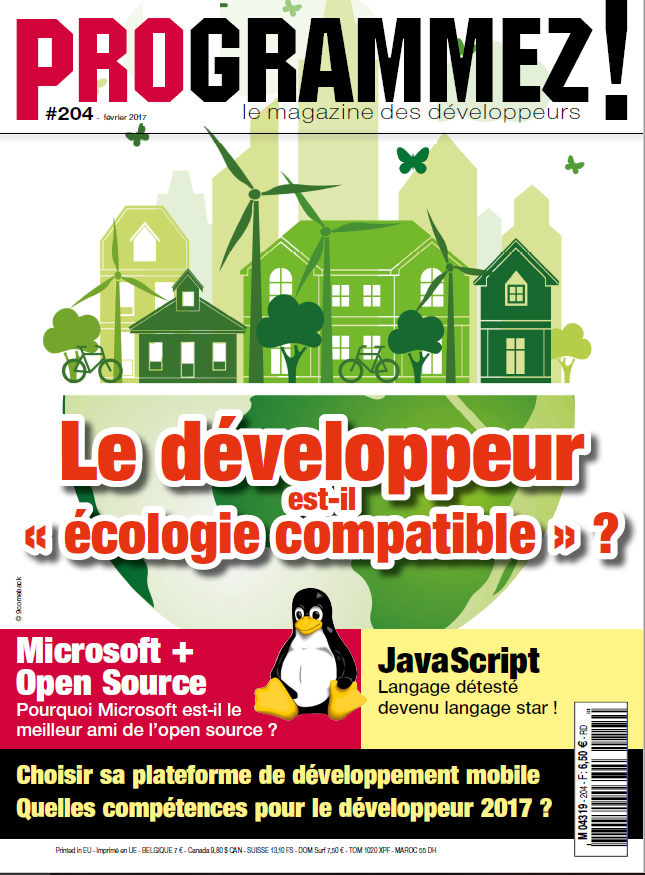 PROGRAMMEZ!
#204 - février 2017
le magazine des développeurs
Le développeur
est-il
« écologie compatible » ?
© 9comeback
Microsoft +
Open Source
Pourquoi Microsoft est-il le
meilleur ami de l'open source ?
JavaScript
Langage détesté
devenu langage star !
Choisir sa plateforme de développement mobile
Quelles compétences pour le développeur 2017 ?
M 04319 - 204 - F: 6,50 € - RD
Printed in EU - Imprimé en UE - BELGIQUE 7 € - Canada 9,80 $ CAN - SUISSE 13,10 FS - DOM Surf 7,50 € - TOM 1020 XPF - MAROC 55 DH